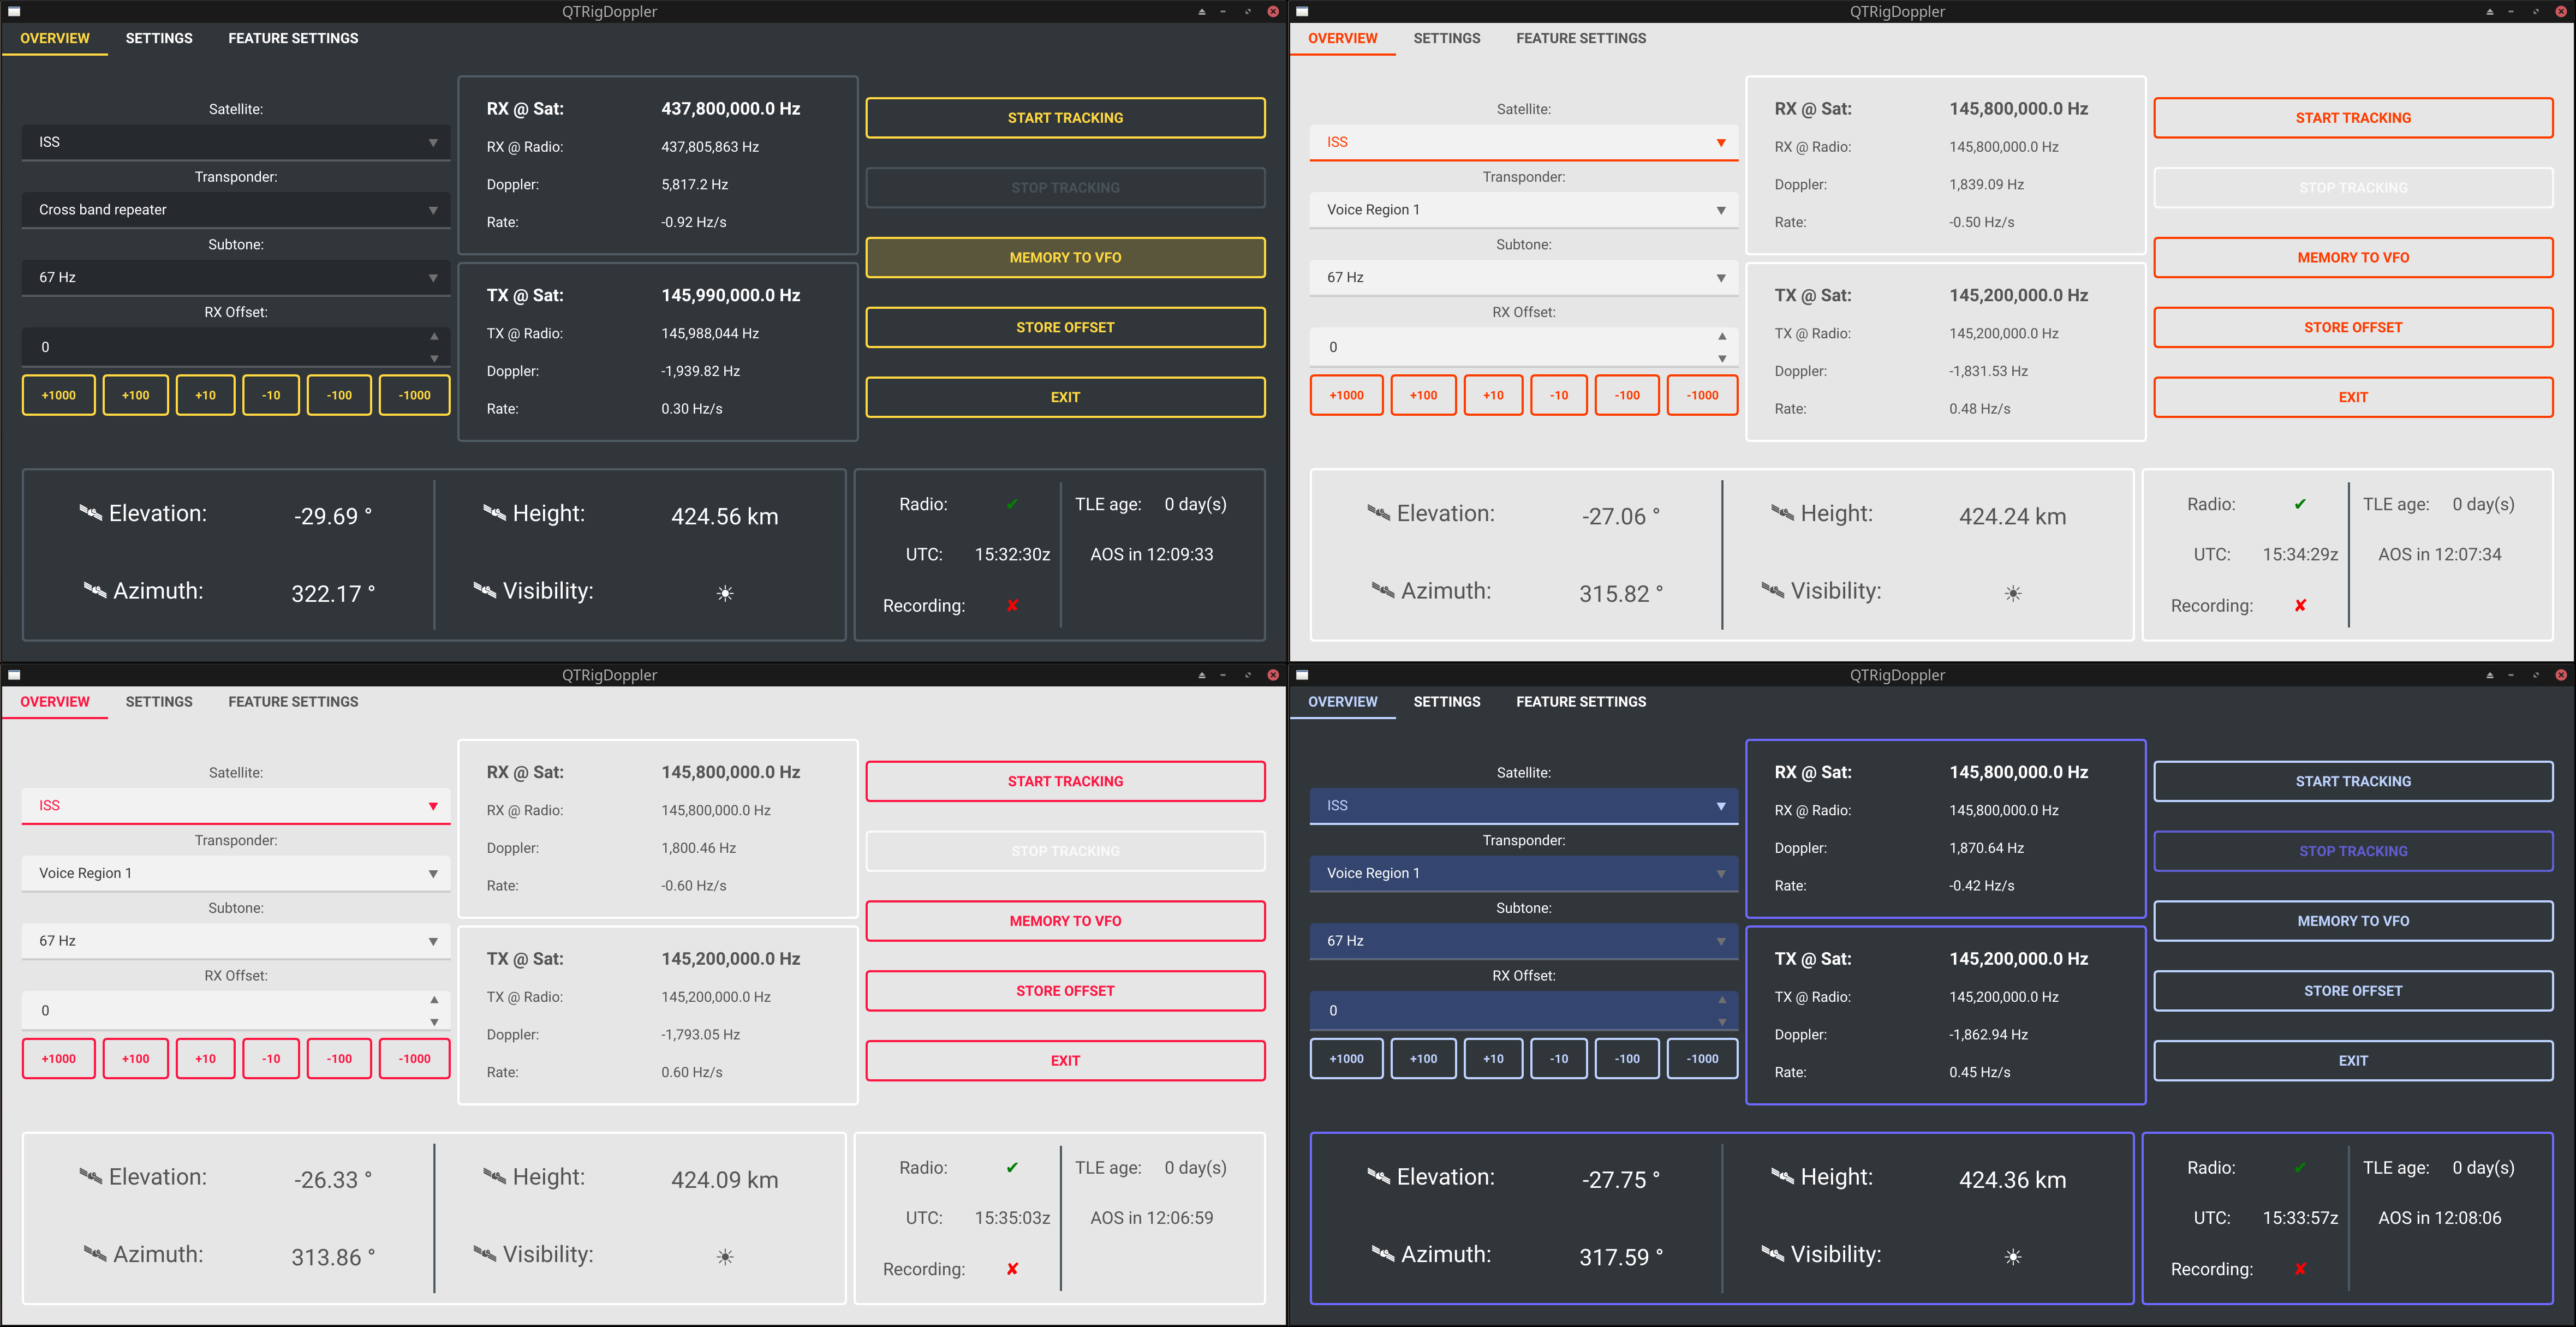 QTRigDoppler
OVERVIEW SETTINGS FEATURE SETTINGS
Satellite:
ISS
Transponder:
Cross band repeater
Subtone:
67 Hz
RX Offset:
0
+1000 +100 +10 -10 -100 -1000
RX @ Sat: 437,800,000.0 Hz
RX @ Radio: 437,805,863 Hz
Doppler: 5,817.2 Hz
Rate: -0.92 Hz/s
TX @ Sat: 145,990,000.0 Hz
TX @ Radio: 145,988,044 Hz
Doppler: -1,939.82 Hz
Rate: 0.30 Hz/s
START TRACKING
STOP TRACKING
MEMORY TO VFO
STORE OFFSET
EXIT
Elevation: -29.69 °
Azimuth: 322.17 °
Height: 424.56 km
Visibility: ☀
Radio: ✔
UTC: 15:32:30z
Recording: ✘
TLE age: 0 day(s)
AOS in 12:09:33
QTRigDoppler
OVERVIEW SETTINGS FEATURE SETTINGS
Satellite:
ISS
Transponder:
Voice Region 1
Subtone:
67 Hz
RX Offset:
0
+1000 +100 +10 -10 -100 -1000
RX @ Sat: 145,800,000.0 Hz
RX @ Radio: 145,800,000.0 Hz
Doppler: 1,839.09 Hz
Rate: -0.50 Hz/s
TX @ Sat: 145,200,000.0 Hz
TX @ Radio: 145,200,000.0 Hz
Doppler: -1,831.53 Hz
Rate: 0.48 Hz/s
START TRACKING
STOP TRACKING
MEMORY TO VFO
STORE OFFSET
EXIT
Elevation: -27.06 °
Azimuth: 315.82 °
Height: 424.24 km
Visibility: ☀
Radio: ✔
UTC: 15:34:29z
Recording: ✘
TLE age: 0 day(s)
AOS in 12:07:34
QTRigDoppler
OVERVIEW SETTINGS FEATURE SETTINGS
Satellite:
ISS
Transponder:
Voice Region 1
Subtone:
67 Hz
RX Offset:
0
+1000 +100 +10 -10 -100 -1000
RX @ Sat: 145,800,000.0 Hz
RX @ Radio: 145,800,000.0 Hz
Doppler: 1,800.46 Hz
Rate: -0.60 Hz/s
TX @ Sat: 145,200,000.0 Hz
TX @ Radio: 145,200,000.0 Hz
Doppler: -1,793.05 Hz
Rate: 0.60 Hz/s
START TRACKING
STOP TRACKING
MEMORY TO VFO
STORE OFFSET
EXIT
Elevation: -26.33 °
Azimuth: 313.86 °
Height: 424.09 km
Visibility: ☀
Radio: ✔
UTC: 15:35:03z
Recording: ✘
TLE age: 0 day(s)
AOS in 12:06:59
QTRigDoppler
OVERVIEW SETTINGS FEATURE SETTINGS
Satellite:
ISS
Transponder:
Voice Region 1
Subtone:
67 Hz
RX Offset:
0
+1000 +100 +10 -10 -100 -1000
RX @ Sat: 145,800,000.0 Hz
RX @ Radio: 145,800,000.0 Hz
Doppler: 1,870.64 Hz
Rate: -0.42 Hz/s
TX @ Sat: 145,200,000.0 Hz
TX @ Radio: 145,200,000.0 Hz
Doppler: -1,862.94 Hz
Rate: 0.45 Hz/s
START TRACKING
STOP TRACKING
MEMORY TO VFO
STORE OFFSET
EXIT
Elevation: -27.75 °
Azimuth: 317.59 °
Height: 424.36 km
Visibility: ☀
Radio: ✔
UTC: 15:33:57z
Recording: ✘
TLE age: 0 day(s)
AOS in 12:08:06